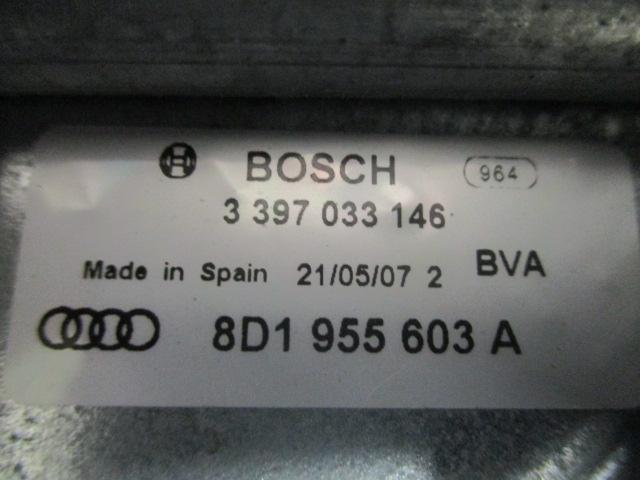 BOSCH 964
3 397 033 146
Made in Spain 21/05/07 2 BVA
8D1 955 603 A